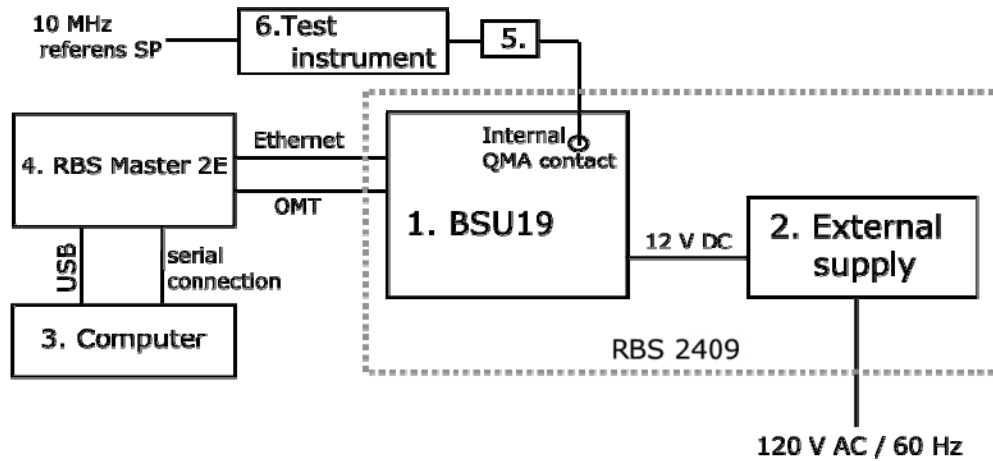 10 MHz
referens SP
6.Test
instrument
5.
Internal
QMA contact
Ethernet
4. RBS Master 2E
OMT
1. BSU19
12 V DC
2. External
supply
USB
serial
connection
3. Computer
RBS 2409
120 V AC / 60 Hz